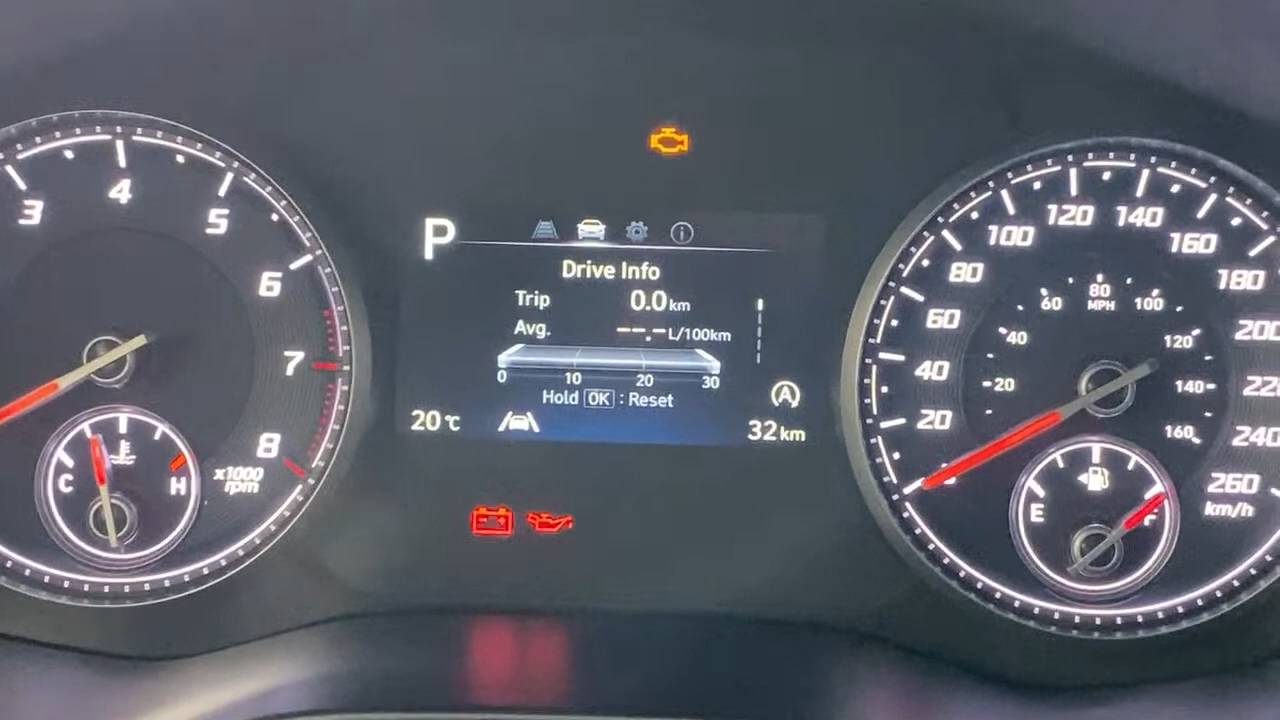 3
4
5
6
7
8
x1000
rpm
C
H
P
Drive Info
Trip 0.0 km
Avg. --.- L/100km
0 10 20 30
Hold OK : Reset
20℃
A
32 km
20
40
60
80
100
120
140
160
180
200
22
240
260
km/h
20
40
60
80
100
120
140
160
MPH
E
F